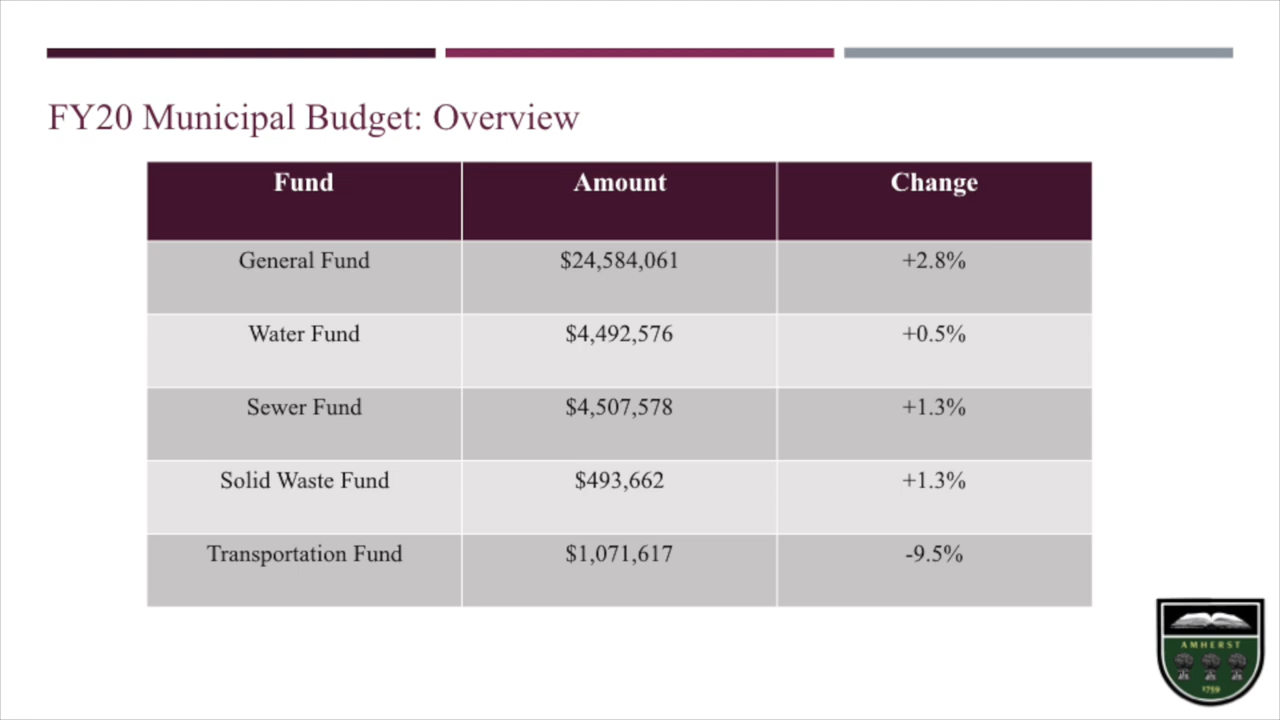 FY20 Municipal Budget: Overview
Fund Amount Change
General Fund $24,584,061 +2.8%
Water Fund $4,492,576 +0.5%
Sewer Fund $4,507,578 +1.3%
Solid Waste Fund $493,662 +1.3%
Transportation Fund $1,071,617 -9.5%
AMHERST
1759